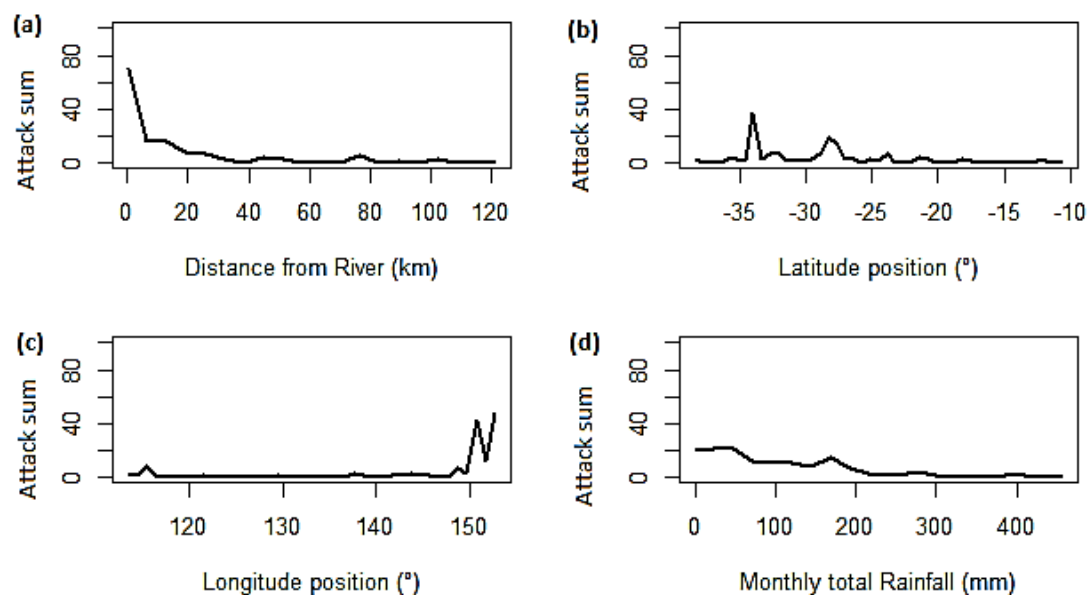 (a)
Attack sum
80
40
0
0 20 40 60 80 100 120
Distance from River (km)
(b)
Attack sum
80
40
0
-35 -30 -25 -20 -15 -10
Latitude position (°)
(c)
Attack sum
80
40
0
120 130 140 150
Longitude position (°)
(d)
Attack sum
80
40
0
0 100 200 300 400
Monthly total Rainfall (mm)